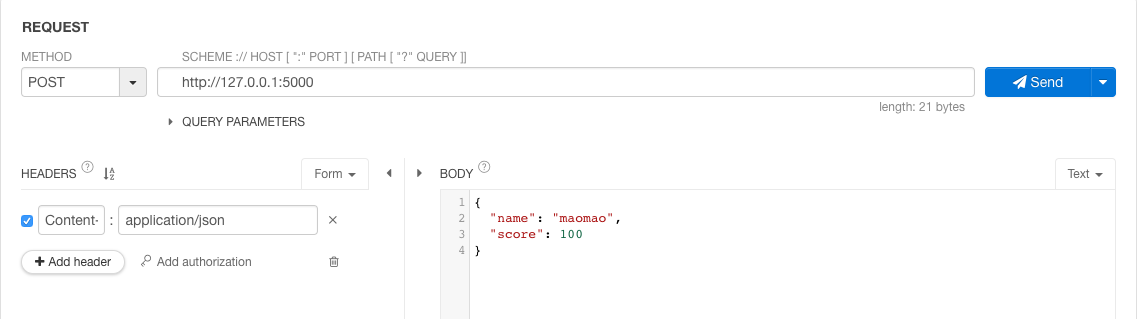 REQUEST
METHOD
SCHEME :// HOST [ ":" PORT ] [ PATH [ "?" QUERY ]]
POST
http://127.0.0.1:5000
Send
length: 21 bytes
QUERY PARAMETERS
HEADERS ? Form
BODY ? Text
Content- : application/json
Add header Add authorization
1 {
2 "name": "maomao",
3 "score": 100
4 }